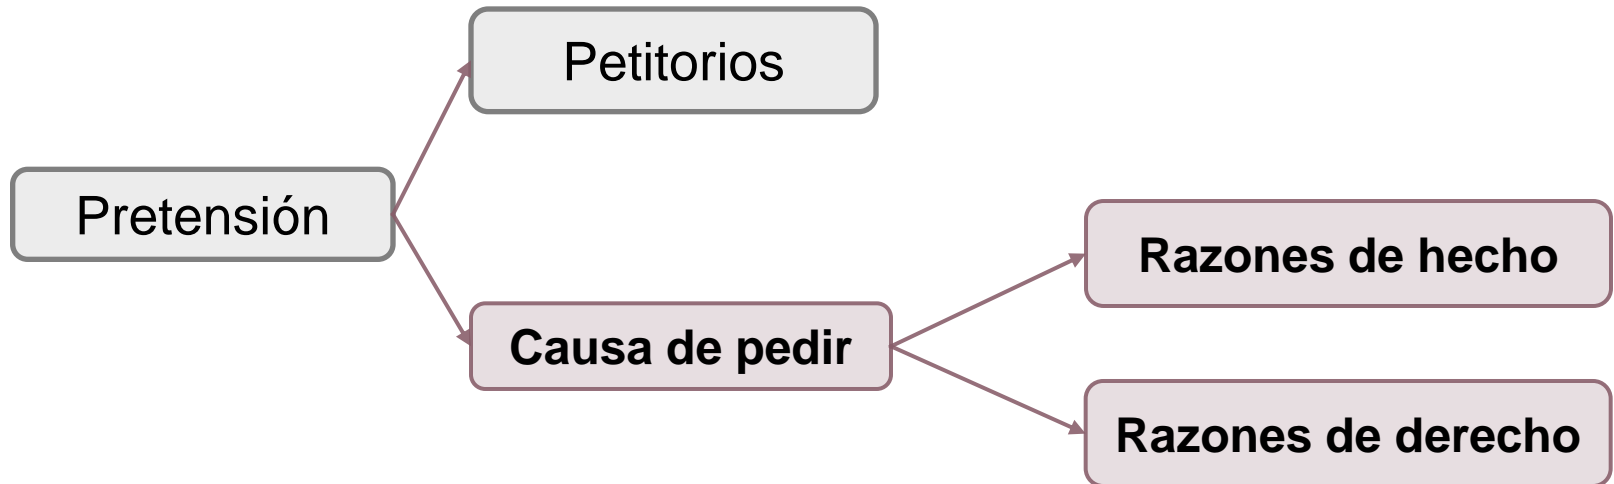 Petitorios
Pretensión
Razones de hecho
Causa de pedir
Razones de derecho